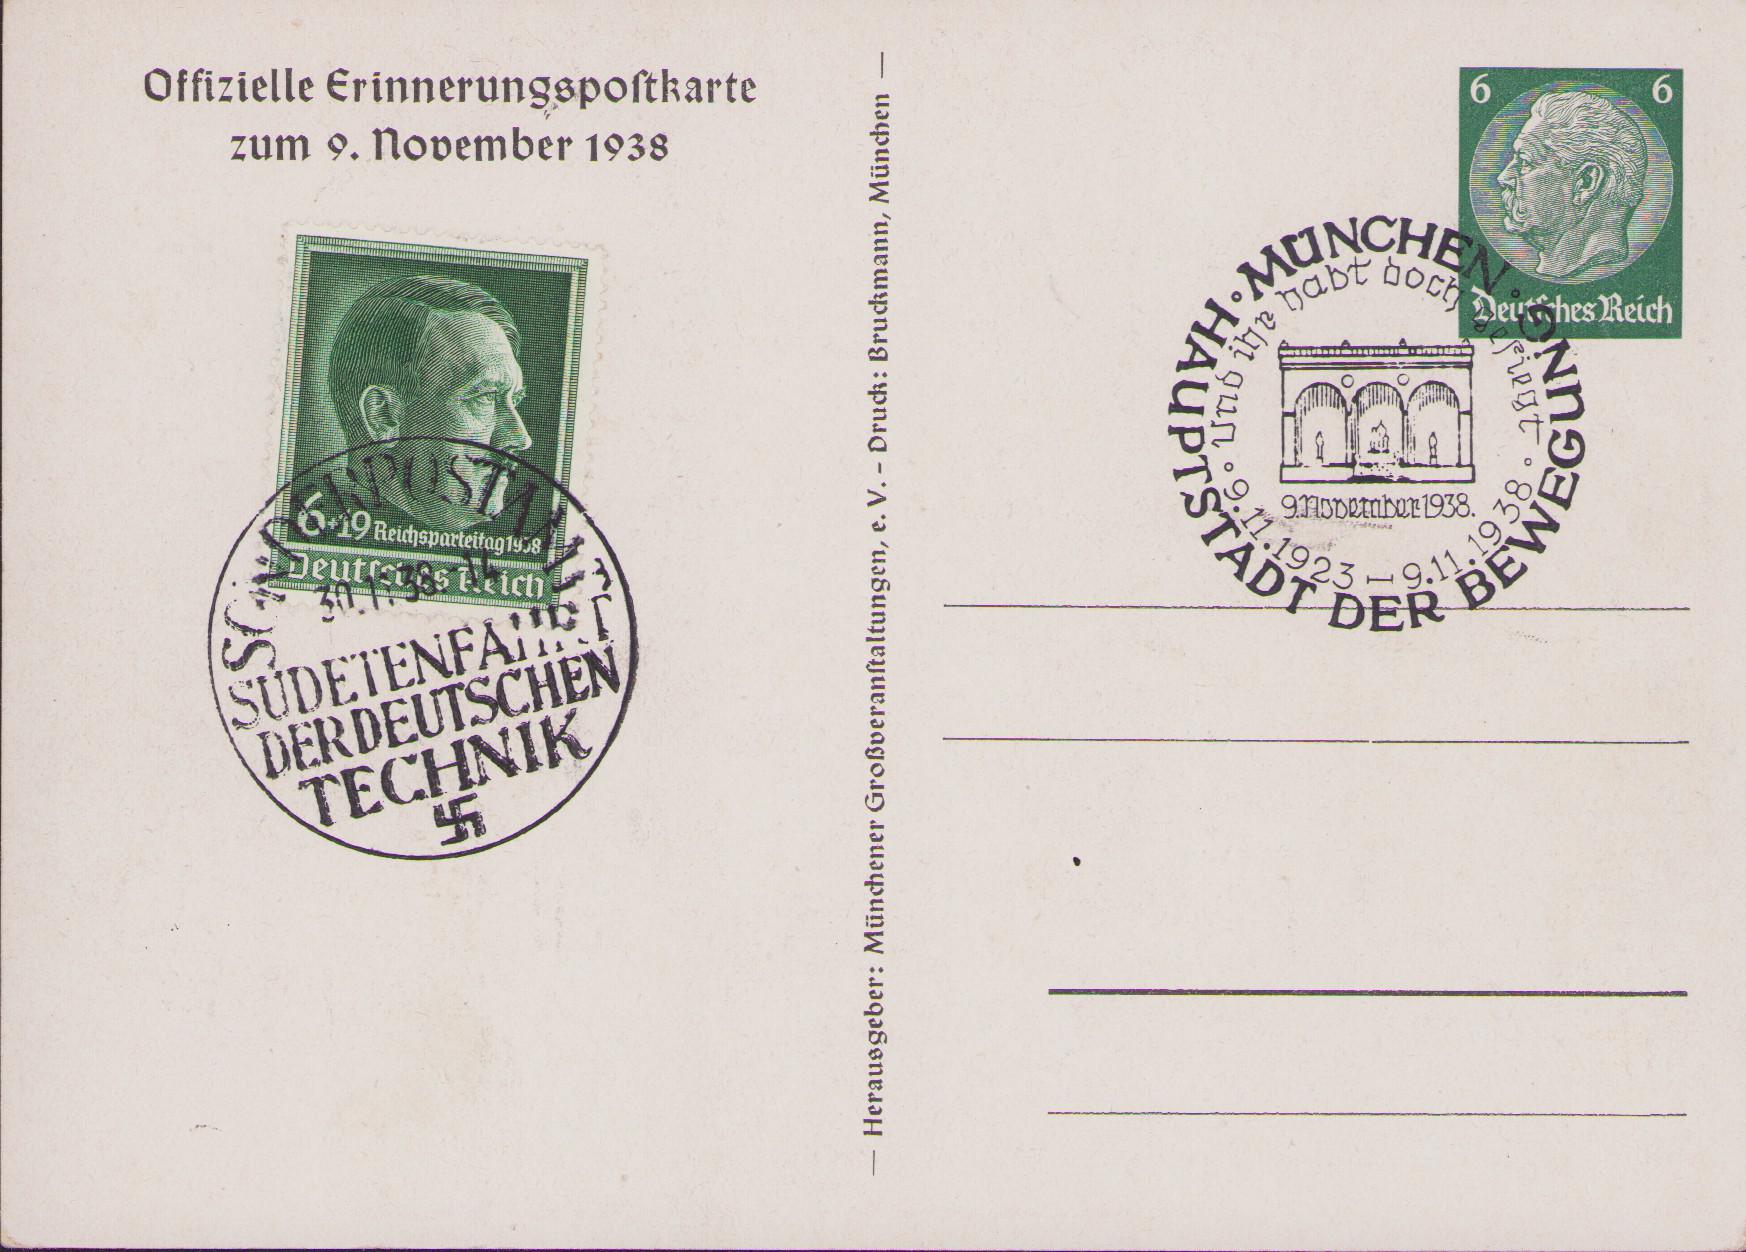 Offizielle Erinnerungspostkarte
zum 9. November 1938
6+19 Reichsparteitag 1938
Deutsches Reich
SONDERPOSTAMT
SUDETENFAHRT
DER DEUTSCHEN
TECHNIK
— Herausgeber: Münchener Großveranstaltungen, e. V. – Druck: Bruckmann, München —
6 6
Deutsches Reich
MÜNCHEN · HAUPTSTADT DER BEWEGUNG ·
Und ihr habt doch gesiegt
9. November 1938.
9.11.1923 – 9.11.1938.